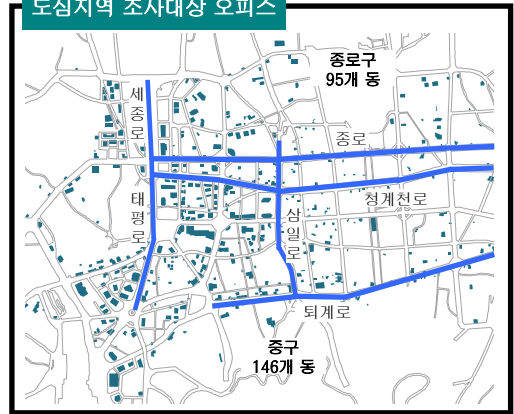 도심지역 조사대상 오피스
종로구
95개 동
세종로
종로
태평로
청계천로
삼일로
퇴계로
중구
146개 동